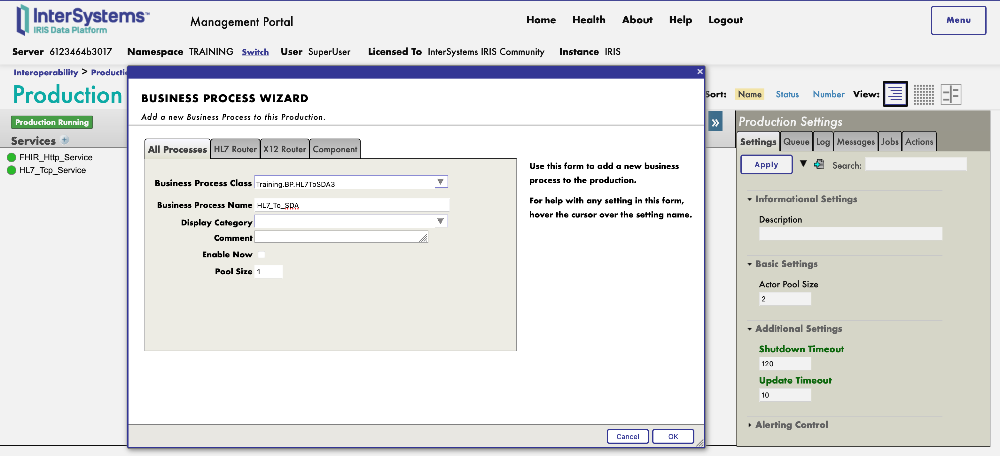 InterSystems™
IRIS Data Platform
Management Portal
Home Health About Help Logout
Menu
Server 6123464b3017 Namespace TRAINING Switch User SuperUser Licensed To InterSystems IRIS Community Instance IRIS
Interoperability >
Production
Sort: Name Status Number View:
Production Running
Services +
FHIR_Http_Service
HL7_Tcp_Service
×
BUSINESS PROCESS WIZARD
Add a new Business Process to this Production.
All Processes HL7 Router X12 Router Component
Business Process Class Training.BP.HL7ToSDA3
Business Process Name HL7_To_SDA
Display Category
Comment
Enable Now
Pool Size 1
Use this form to add a new business
process to the production.
For help with any setting in this form,
hover the cursor over the setting name.
Cancel OK
»
Production Settings
Settings Queue Log Messages Jobs Actions
Apply Search:
Informational Settings
Description
Basic Settings
Actor Pool Size
2
Additional Settings
Shutdown Timeout
120
Update Timeout
10
Alerting Control